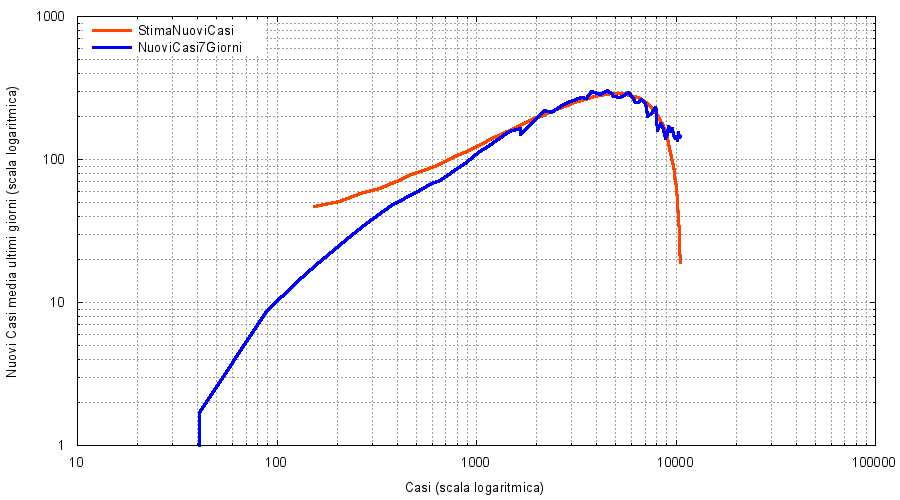 1000
StimaNuoviCasi
NuoviCasi7Giorni
100
10
1
10
100
1000
10000
100000
Nuovi Casi media ultimi giorni (scala logaritmica)
Casi (scala logaritmica)